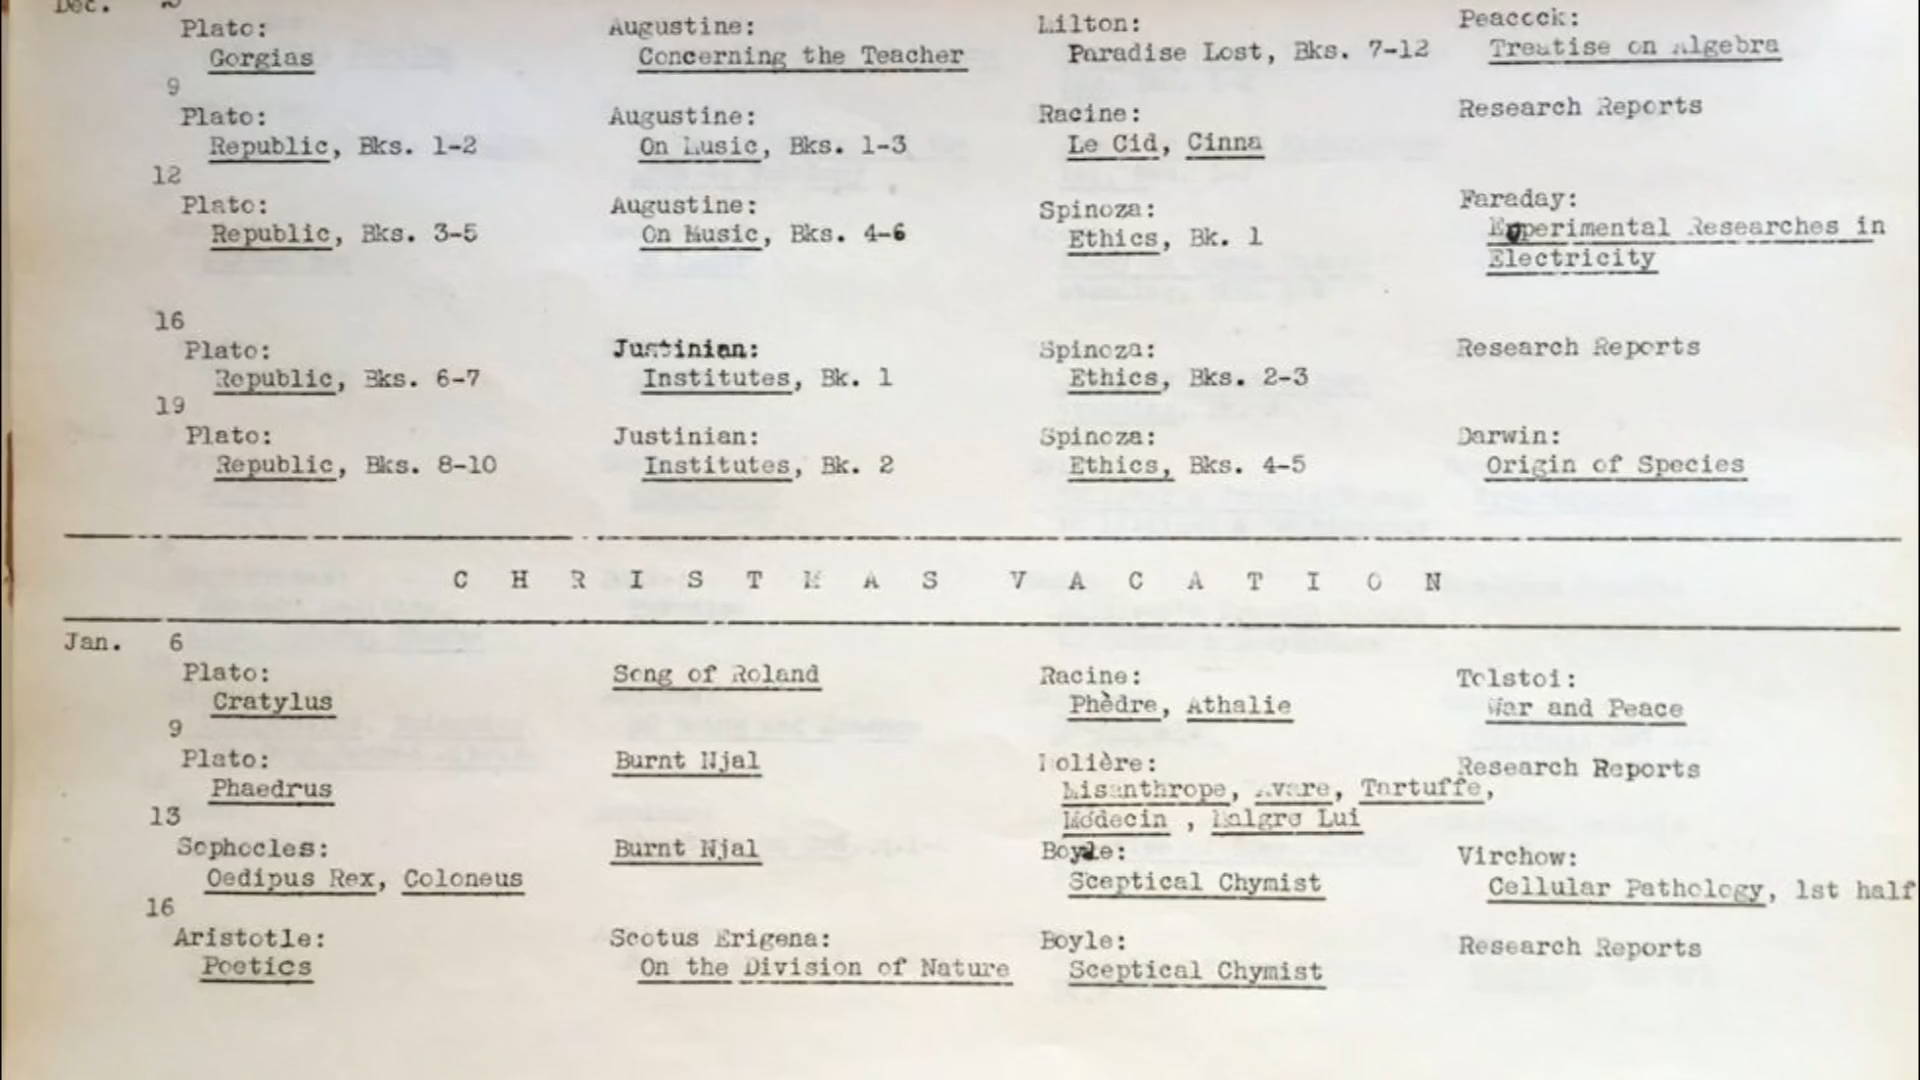 Dec.
Plato: Augustine: Lilton: Peacock:
Gorgias Concerning the Teacher Paradise Lost, Bks. 7-12 Treatise on Algebra
9
Plato: Augustine: Racine: Research Reports
Republic, Bks. 1-2 On Music, Bks. 1-3 Le Cid, Cinna
12
Plato: Augustine: Spinoza: Faraday:
Republic, Bks. 3-5 On Music, Bks. 4-6 Ethics, Bk. 1 Experimental Researches in
Electricity
16
Plato: Justinian: Spinoza: Research Reports
Republic, Bks. 6-7 Institutes, Bk. 1 Ethics, Bks. 2-3
19
Plato: Justinian: Spinoza: Darwin:
Republic, Bks. 8-10 Institutes, Bk. 2 Ethics, Bks. 4-5 Origin of Species
CHRISTMAS VACATION
Jan. 6
Plato: Song of Roland Racine: Tolstoi:
Cratylus Phèdre, Athalie War and Peace
9
Plato: Burnt Njal Molière: Research Reports
Phaedrus Misanthrope, Avare, Tartuffe,
13 Médecin , Malgre Lui
Sophocles: Burnt Njal Boyle: Virchow:
Oedipus Rex, Coloneus Sceptical Chymist Cellular Pathology, 1st half
16
Aristotle: Scotus Erigena: Boyle: Research Reports
Poetics On the Division of Nature Sceptical Chymist